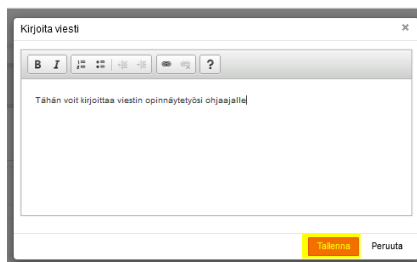 Kirjoita viesti
B I ?
Tähän voit kirjoittaa viestin opinnäytetyösi ohjaajalle
Tallenna Peruuta